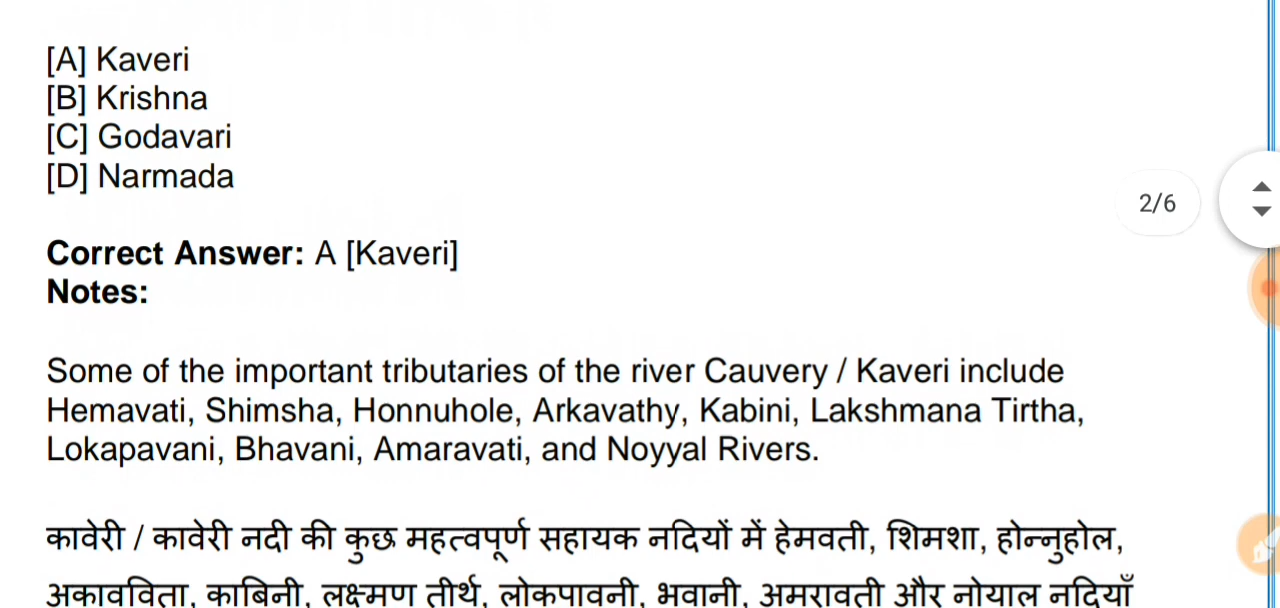 [A] Kaveri
[B] Krishna
[C] Godavari
[D] Narmada
2/6
Correct Answer: A [Kaveri]
Notes:
Some of the important tributaries of the river Cauvery / Kaveri include
Hemavati, Shimsha, Honnuhole, Arkavathy, Kabini, Lakshmana Tirtha,
Lokapavani, Bhavani, Amaravati, and Noyyal Rivers.
कावेरी / कावेरी नदी की कुछ महत्वपूर्ण सहायक नदियों में हेमवती, शिमशा, होन्नुहोल,
अकावविता, काबिनी, लक्ष्मण तीर्थ, लोकपावनी, भवानी, अमरावती और नोयाल नदियाँ